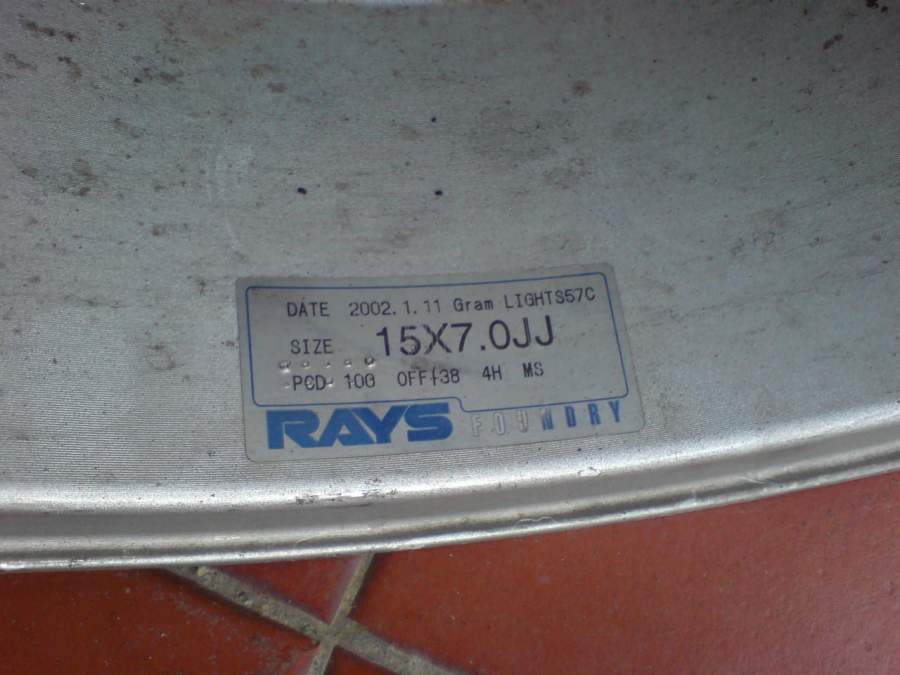 DATE 2002.1.11 Gram LIGHTS57C
SIZE 15X7.0JJ
PCD 100 OFF+38 4H MS
RAYS FOUNDRY